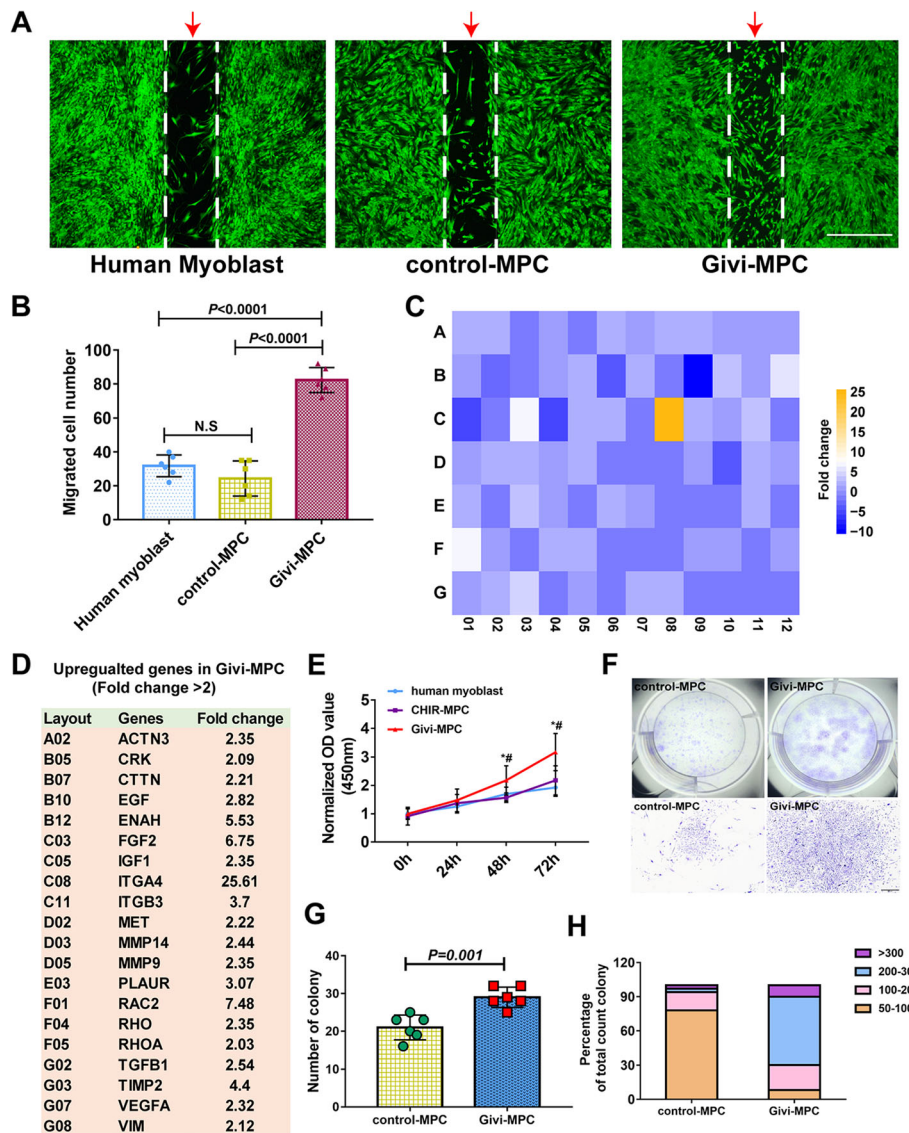 A
Human Myoblast control-MPC Givi-MPC
B
P<0.0001
P<0.0001
N.S
Migrated cell number
100
80
60
40
20
0
Human myoblast
control-MPC
Givi-MPC
C
A
B
C
D
E
F
G
01 02 03 04 05 06 07 08 09 10 11 12
25
20
15
10
5
0
−5
−10
Fold change
D
Upregualted genes in Givi-MPC
(Fold change >2)
Layout Genes Fold change
A02 ACTN3 2.35
B05 CRK 2.09
B07 CTTN 2.21
B10 EGF 2.82
B12 ENAH 5.53
C03 FGF2 6.75
C05 IGF1 2.35
C08 ITGA4 25.61
C11 ITGB3 3.7
D02 MET 2.22
D03 MMP14 2.44
D05 MMP9 2.35
E03 PLAUR 3.07
F01 RAC2 7.48
F04 RHO 2.35
F05 RHOA 2.03
G02 TGFB1 2.54
G03 TIMP2 4.4
G07 VEGFA 2.32
G08 VIM 2.12
E
human myoblast
CHIR-MPC
Givi-MPC
*# *#
Normalized OD value
(450nm)
5
4
3
2
1
0
0h 24h 48h 72h
F
control-MPC Givi-MPC
control-MPC Givi-MPC
G
P=0.001
Number of colony
40
30
20
10
0
control-MPC Givi-MPC
H
Percentage
of total count colony
120
90
60
30
0
control-MPC Givi-MPC
>300
200-30
100-20
50-100